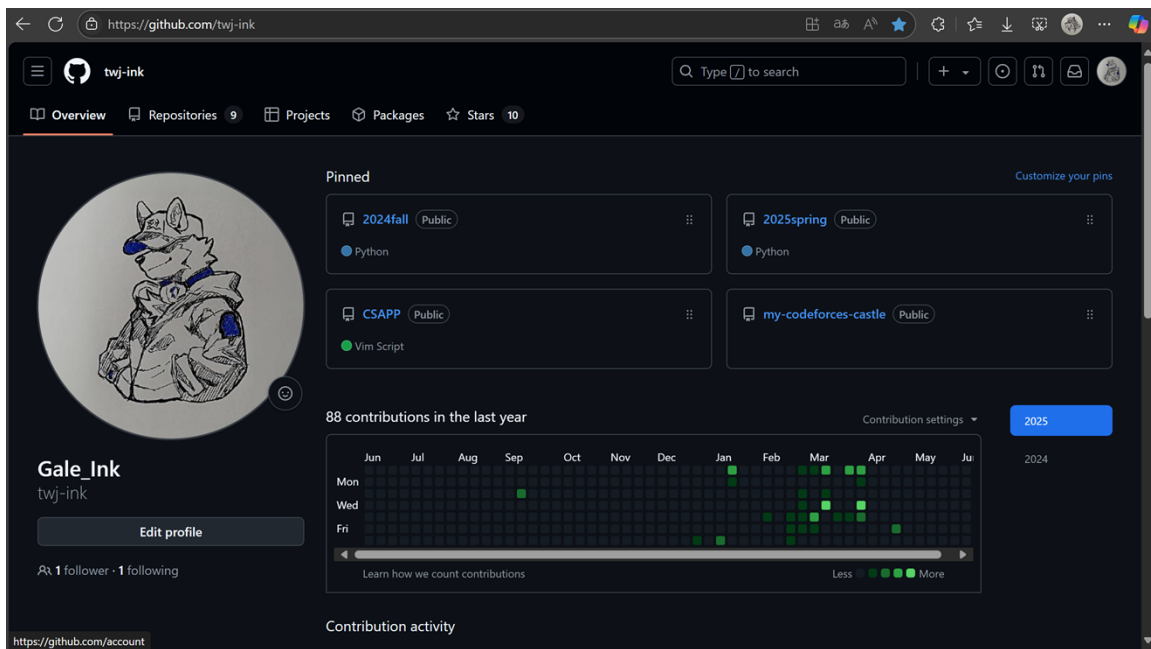 https://github.com/twj-ink
twj-ink
Type / to search
Overview Repositories 9 Projects Packages Stars 10
Pinned
Customize your pins
2024fall Public
Python
2025spring Public
Python
CSAPP Public
Vim Script
my-codeforces-castle Public
88 contributions in the last year
Contribution settings
2025
2024
Jun Jul Aug Sep Oct Nov Dec Jan Feb Mar Apr May Ju
Mon
Wed
Fri
Learn how we count contributions
Less More
Gale_Ink
twj-ink
Edit profile
1 follower · 1 following
Contribution activity
https://github.com/account